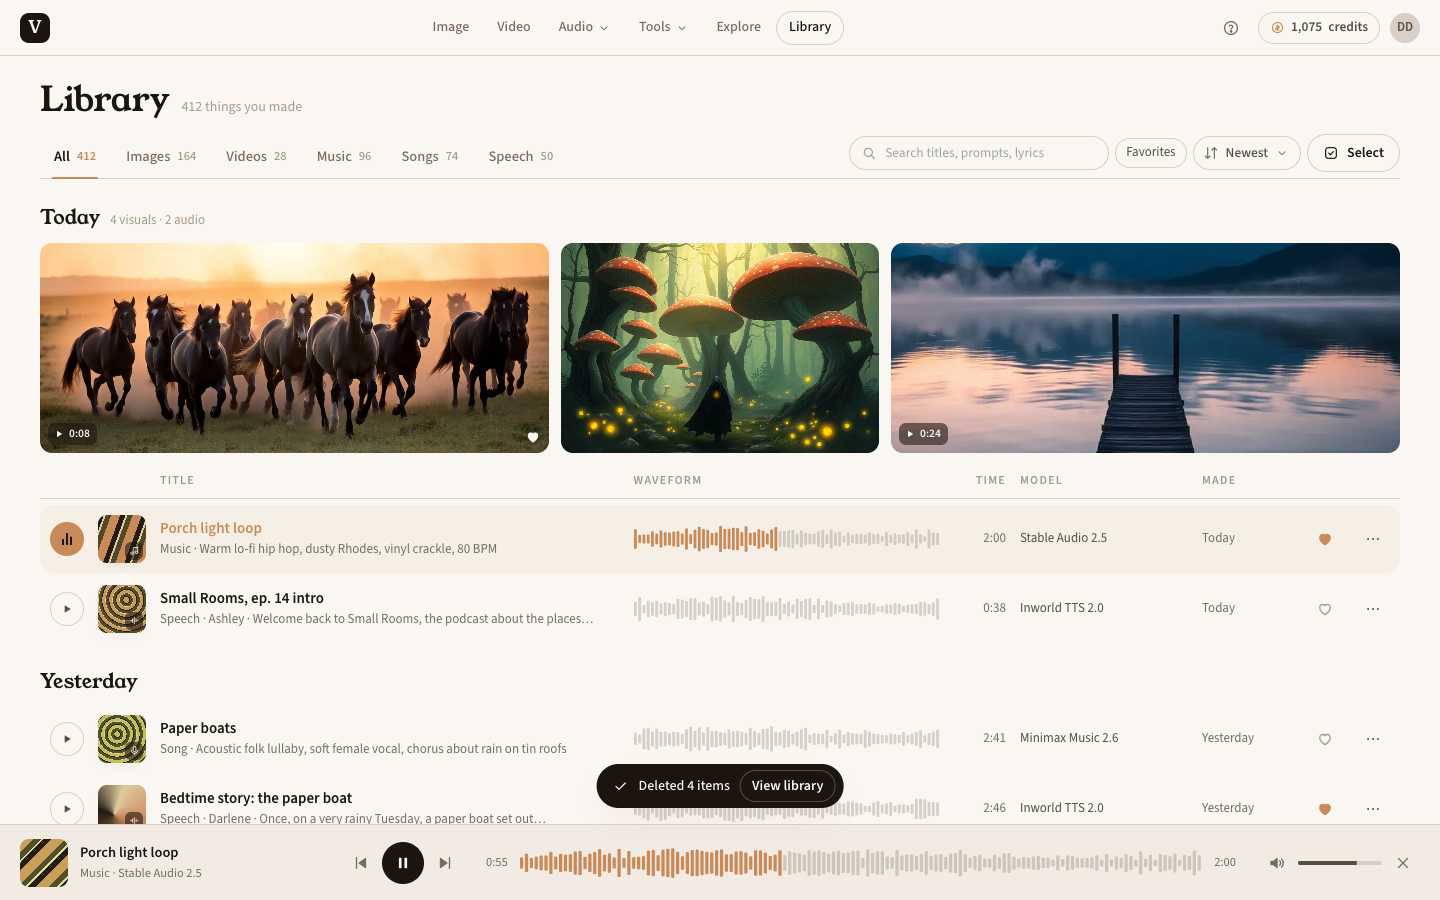 V
Image Video Audio Tools Explore Library
1,075 credits DD
Library 412 things you made
All 412 Images 164 Videos 28 Music 96 Songs 74 Speech 50
Search titles, prompts, lyrics Favorites Newest Select
Today 4 visuals · 2 audio
0:08
0:24
TITLE WAVEFORM TIME MODEL MADE
Porch light loop
Music · Warm lo-fi hip hop, dusty Rhodes, vinyl crackle, 80 BPM
2:00 Stable Audio 2.5 Today
Small Rooms, ep. 14 intro
Speech · Ashley · Welcome back to Small Rooms, the podcast about the places…
0:38 Inworld TTS 2.0 Today
Yesterday
Paper boats
Song · Acoustic folk lullaby, soft female vocal, chorus about rain on tin roofs
2:41 Minimax Music 2.6 Yesterday
Deleted 4 items View library
Bedtime story: the paper boat
Speech · Darlene · Once, on a very rainy Tuesday, a paper boat set out…
2:46 Inworld TTS 2.0 Yesterday
Porch light loop
Music · Stable Audio 2.5
0:55 2:00